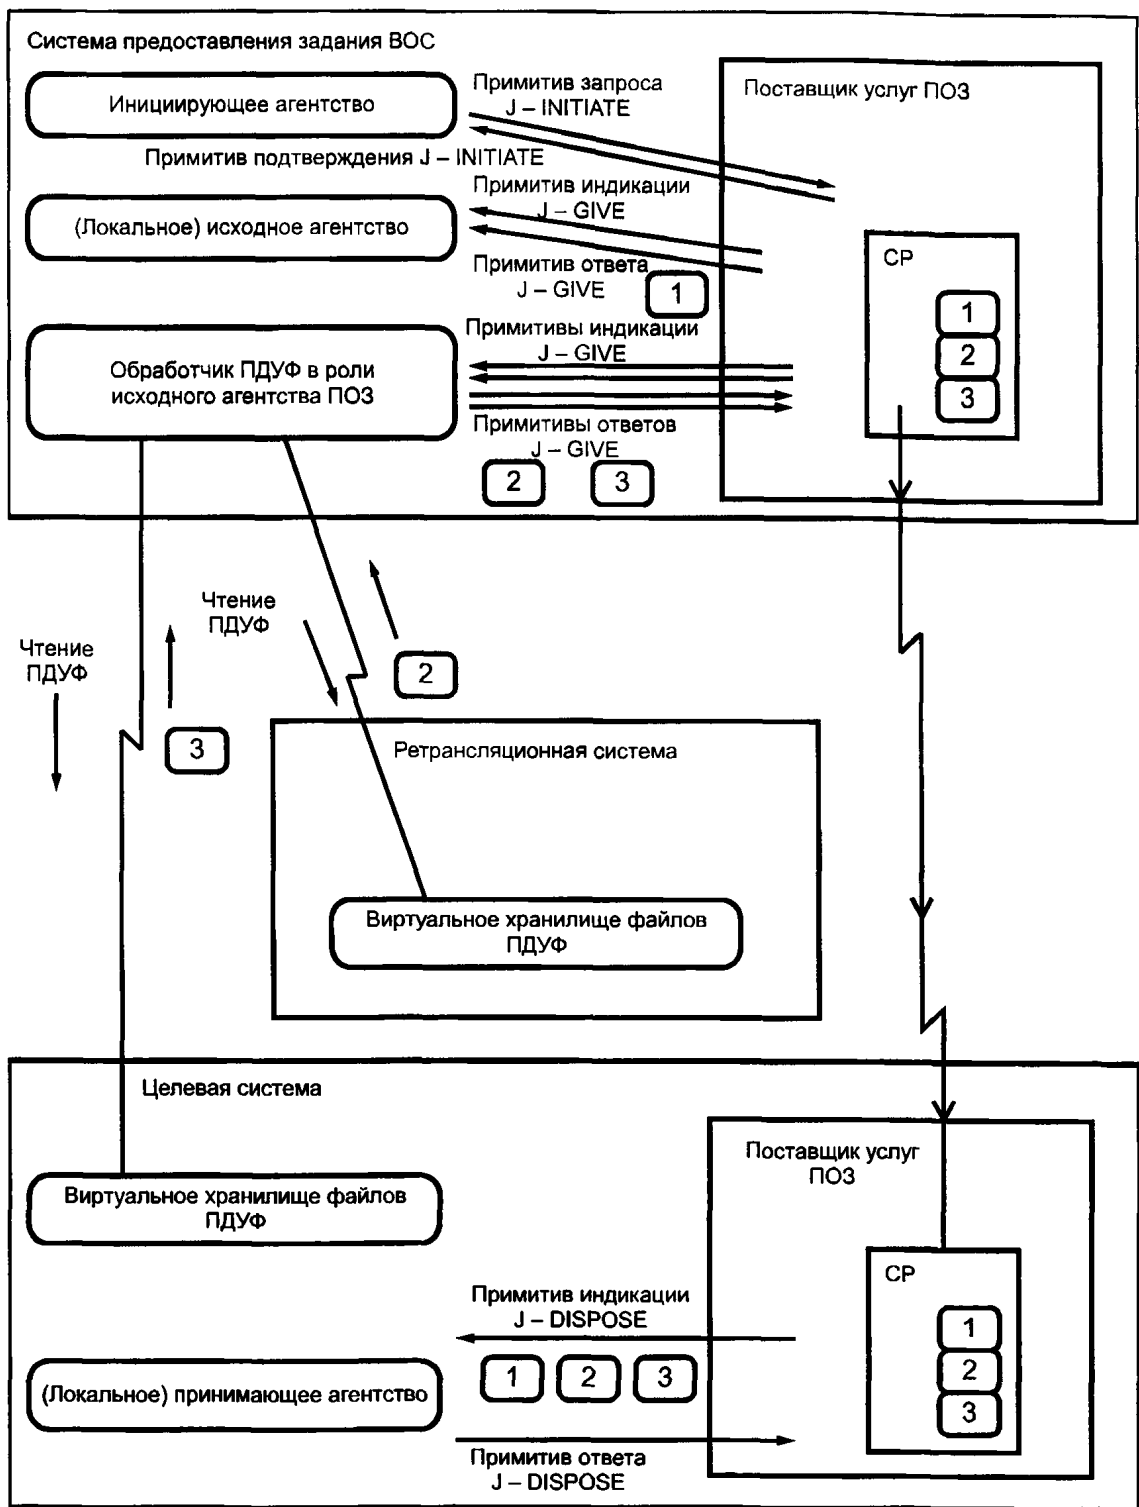 Система предоставления задания ВОС
Инициирующее агентство
Примитив запроса
J – INITIATE
Поставщик услуг ПОЗ
Примитив подтверждения J – INITIATE
(Локальное) исходное агентство
Примитив индикации
J – GIVE
Примитив ответа
J – GIVE
1
СР
1
2
3
Обработчик ПДУФ в роли
исходного агентства ПОЗ
Примитивы индикации
J – GIVE
Примитивы ответов
J – GIVE
2
3
Чтение
ПДУФ
Чтение
ПДУФ
2
3
Ретрансляционная система
Виртуальное хранилище файлов
ПДУФ
Целевая система
Поставщик услуг
ПОЗ
Виртуальное хранилище файлов
ПДУФ
СР
1
2
3
Примитив индикации
J – DISPOSE
1
2
3
(Локальное) принимающее агентство
Примитив ответа
J – DISPOSE